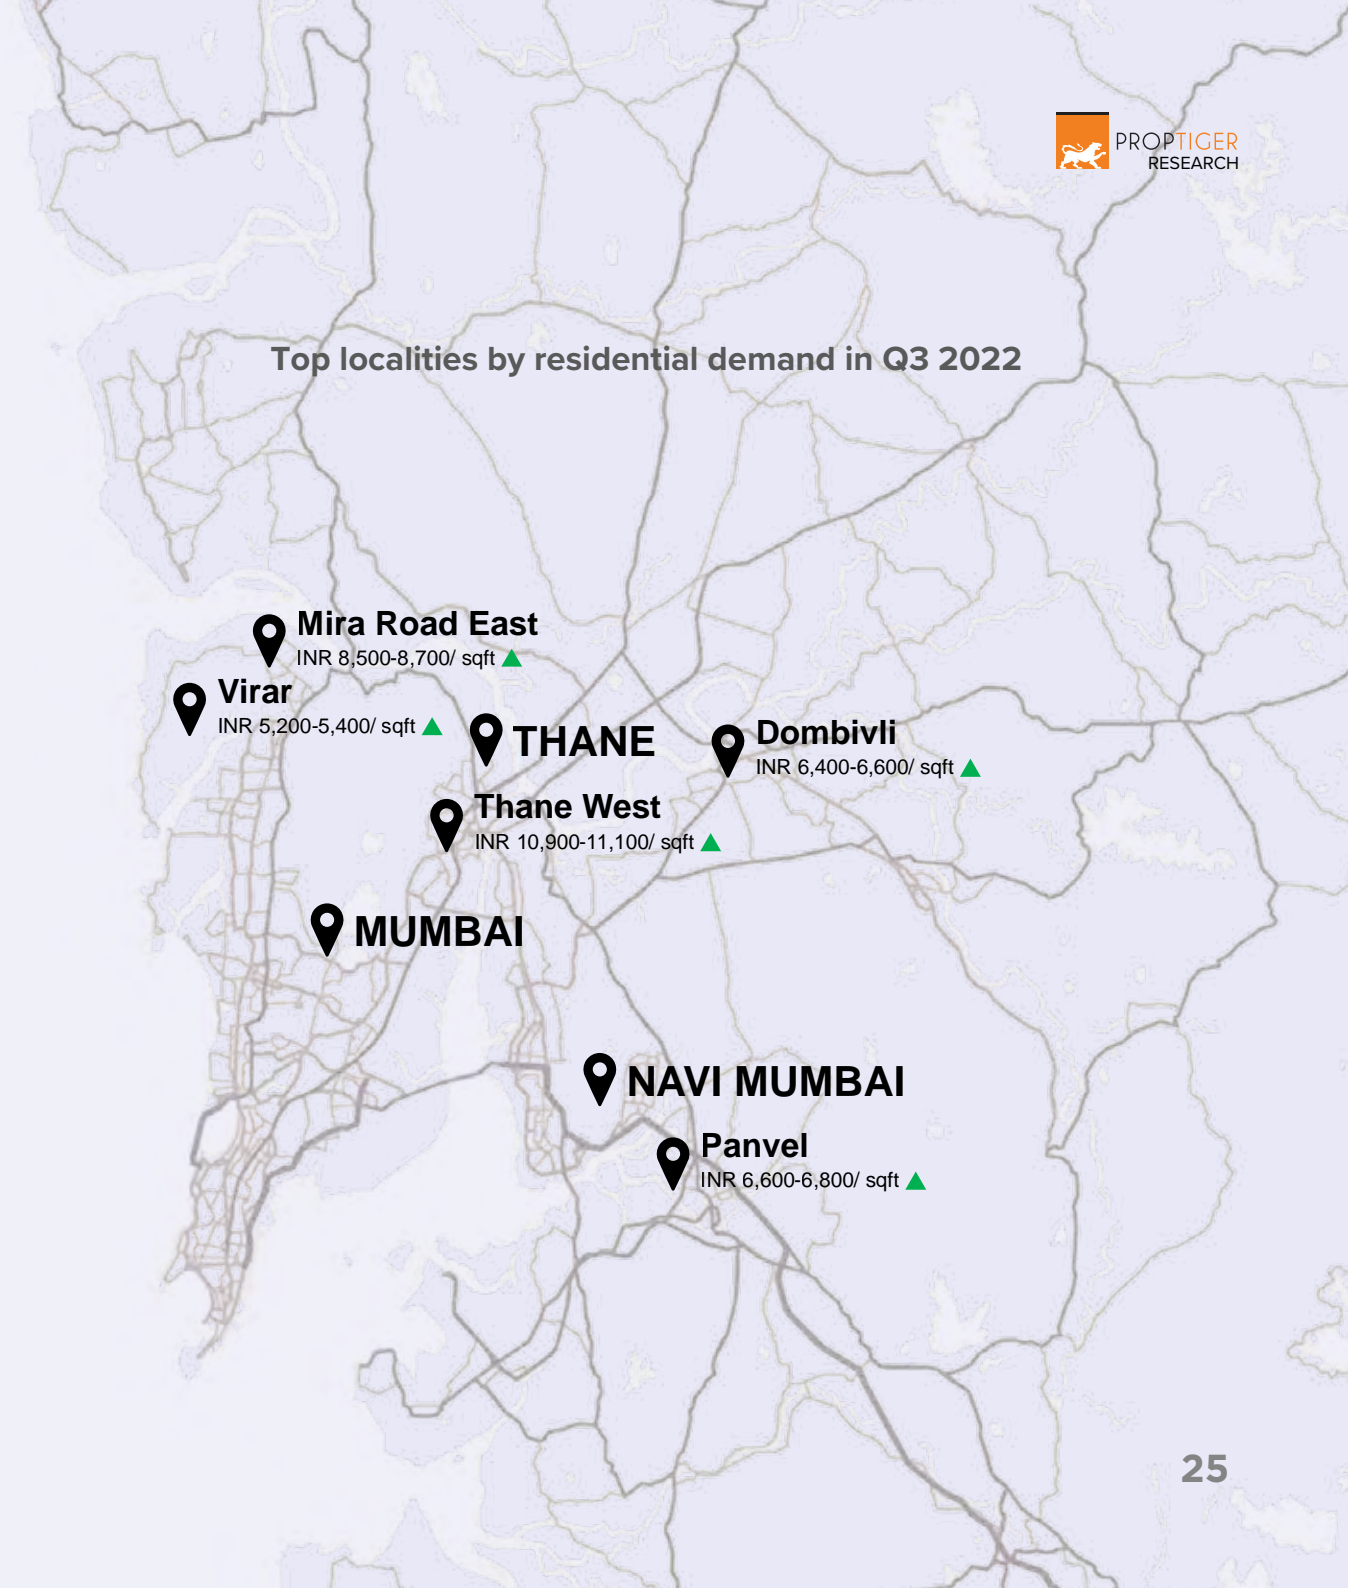 PROPTIGER
RESEARCH
Top localities by residential demand in Q3 2022
Mira Road East
INR 8,500-8,700/ sqft
Virar
INR 5,200-5,400/ sqft
THANE
Dombivli
INR 6,400-6,600/ sqft
Thane West
INR 10,900-11,100/ sqft
MUMBAI
NAVI MUMBAI
Panvel
INR 6,600-6,800/ sqft
25